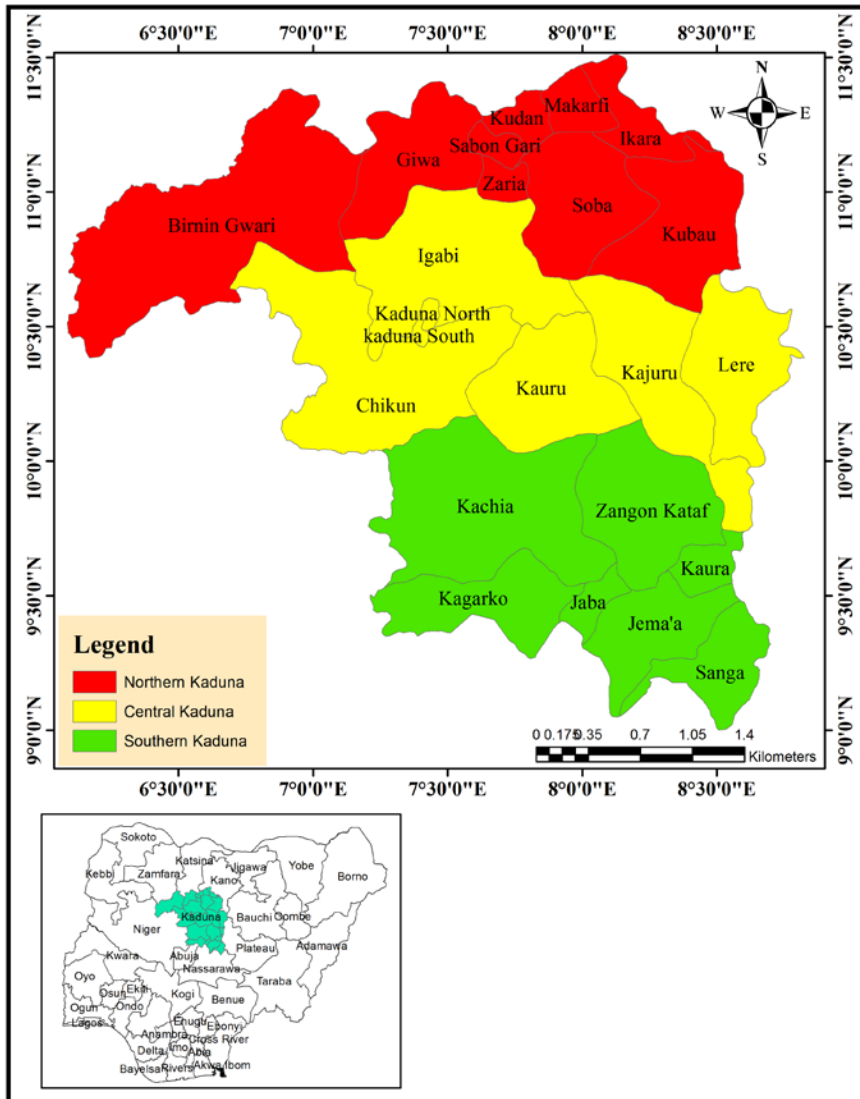 6°30'0"E 7°0'0"E 7°30'0"E 8°0'0"E 8°30'0"E
11°30'0"N
11°0'0"N
10°30'0"N
10°0'0"N
9°30'0"N
9°0'0"N
11°30'0"N
11°0'0"N
10°30'0"N
10°0'0"N
9°30'0"N
9°0'0"N
N
W E
S
Makarfi
Kudan
Ikara
Sabon Gari
Giwa
Zaria
Soba
Birnin Gwari
Kubau
Igabi
Kaduna North
kaduna South
Lere
Kajuru
Kauru
Chikun
Kachia
Zangon Kataf
Kaura
Kagarko
Jaba
Jema'a
Sanga
Legend
Northern Kaduna
Central Kaduna
Southern Kaduna
0 0.175 0.35 0.7 1.05 1.4
Kilometers
6°30'0"E 7°0'0"E 7°30'0"E 8°0'0"E 8°30'0"E
Sokoto
Katsina
Jigawa
Yobe
Kebbi
Zamfara
Kano
Borno
Kaduna
Bauchi
Gombe
Niger
Adamawa
Plateau
Kwara
Abuja
Nassarawa
Oyo
Taraba
Osun
Ekiti
Kogi
Benue
Ogun
Ondo
Lagos
Enugu
Ebonyi
Anambra
Cross River
Delta
Imo
Abia
Bayelsa
Rivers
Akwa Ibom